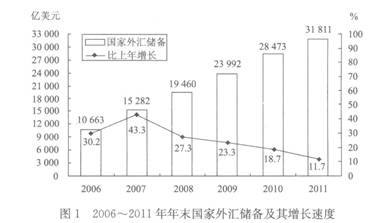 亿美元 %
33 000 31 811 100
30 000 国家外汇储备 28 473 90
27 000 比上年增长 80
24 000 23 992 70
21 000 19 460 60
18 000 15 282 50
15 000
12 000 10 663 40
9 000 30.2 43.3 30
6 000 27.3 23.3 20
3 000 18.7 11.7 10
0 0
2006 2007 2008 2009 2010 2011
图1 2006~2011年年末国家外汇储备及其增长速度